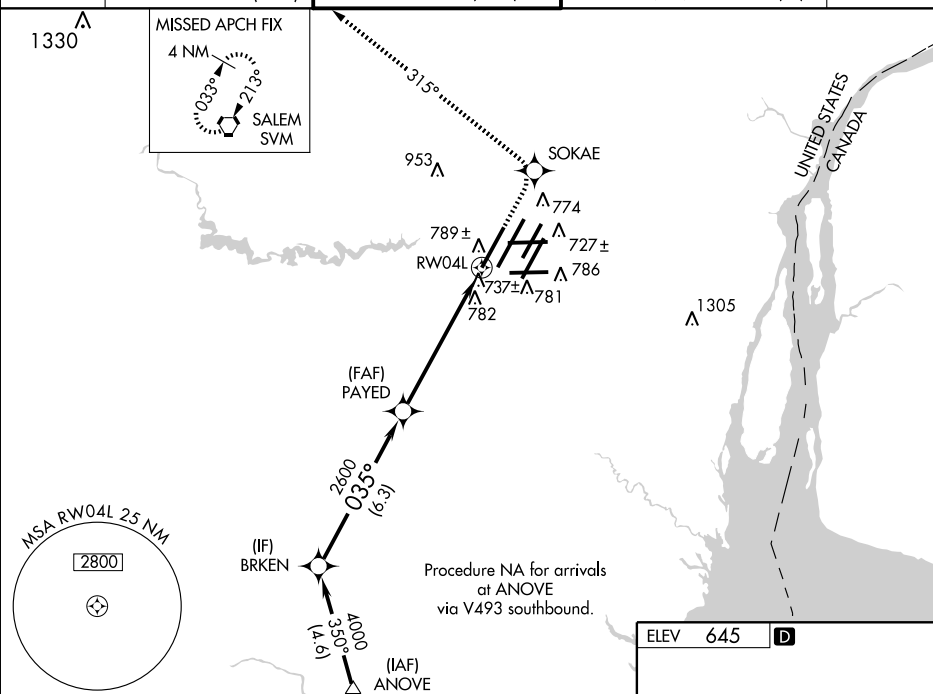 1330
MISSED APCH FIX
4 NM
033°
213°
SALEM
SVM
315°
UNITED STATES
CANADA
953
SOKAE
774
789±
727±
RW04L
786
737±
781
782
1305
(FAF)
PAYED
2600
035°
(6.3)
MSA RW04L 25 NM
2800
(IF)
BRKEN
Procedure NA for arrivals
at ANOVE
via V493 southbound.
4000
350°
(4.6)
(IAF)
ANOVE
ELEV 645 D